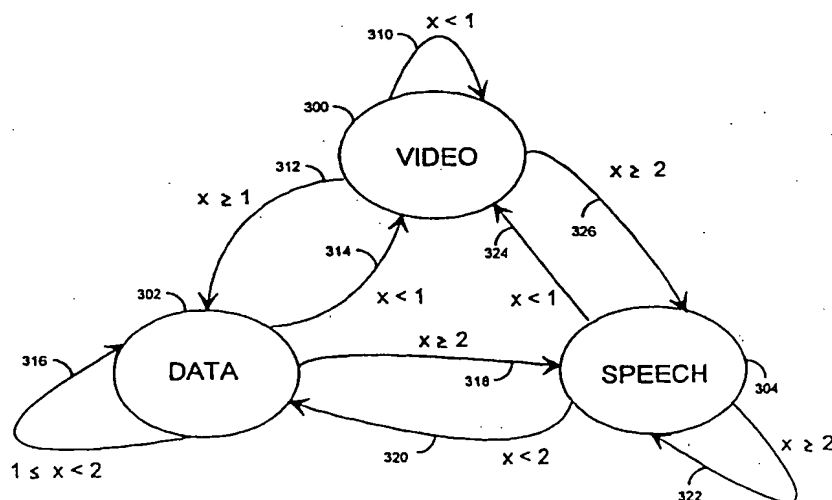 310
x < 1
300
VIDEO
312
x ≥ 1
x ≥ 2
326
314
324
302
x < 1
x < 1
316
DATA
x ≥ 2
318
SPEECH
304
320
x < 2
x ≥ 2
1 ≤ x < 2
322